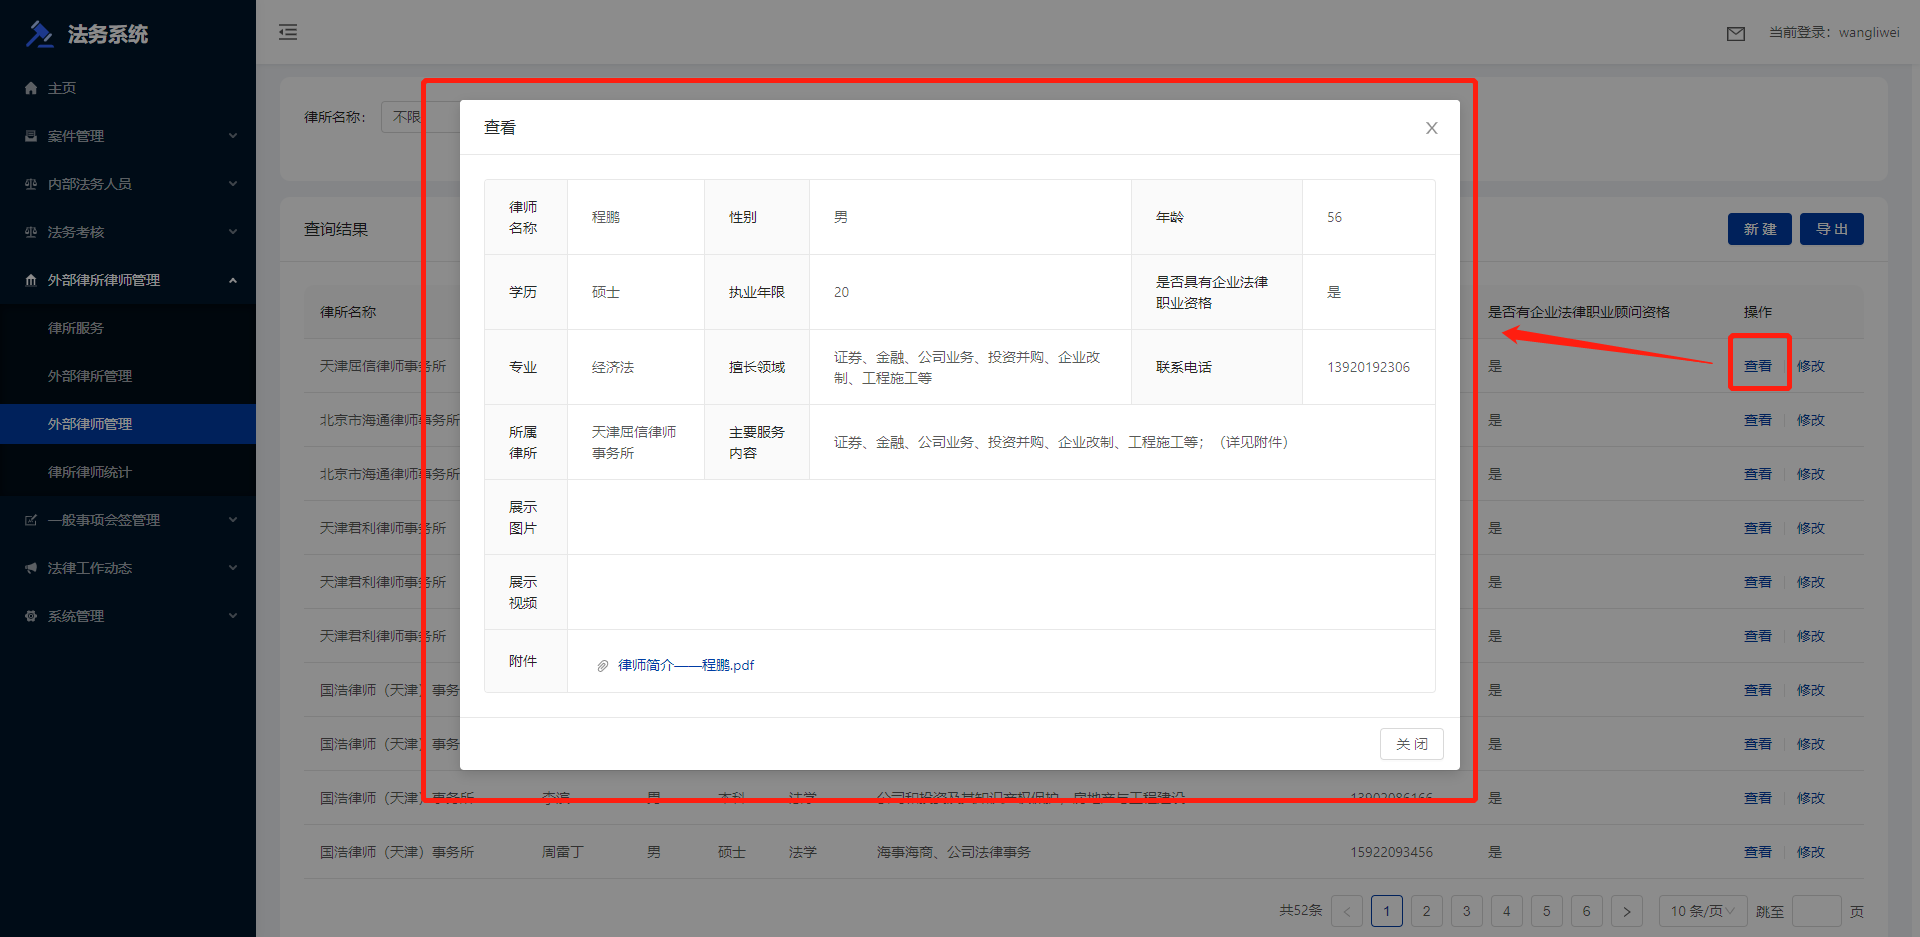 法务系统
当前登录：wangliwei
主页
案件管理
内部法务人员
法务考核
外部律所律师管理
律所服务
外部律所管理
外部律师管理
律所律师统计
一般事项会签管理
法律工作动态
系统管理
律所名称：
不限
查询结果
新 建
导 出
律所名称
是否有企业法律职业顾问资格
操作
天津屈信律师事务所
是
查看
修改
北京市海通律师事务所
是
查看
修改
北京市海通律师事务所
是
查看
修改
天津君利律师事务所
是
查看
修改
天津君利律师事务所
是
查看
修改
天津君利律师事务所
是
查看
修改
国浩律师（天津）事务
是
查看
修改
国浩律师（天津）事务
是
查看
修改
国浩律师（天津）事务所
李滨
男
本科
法学
公司和投资及其知识产权保护、房地产与工程建设
13902086166
是
查看
修改
国浩律师（天津）事务所
周雷丁
男
硕士
法学
海事海商、公司法律事务
15922093456
是
查看
修改
共52条
1
2
3
4
5
6
10 条/页
跳至
页
查看
律师
名称
程鹏
性别
男
年龄
56
学历
硕士
执业年限
20
是否具有企业法律
职业资格
是
专业
经济法
擅长领域
证券、金融、公司业务、投资并购、企业改
制、工程施工等
联系电话
13920192306
所属
律所
天津屈信律师
事务所
主要服务
内容
证券、金融、公司业务、投资并购、企业改制、工程施工等；（详见附件）
展示
图片
展示
视频
附件
律师简介——程鹏.pdf
关 闭